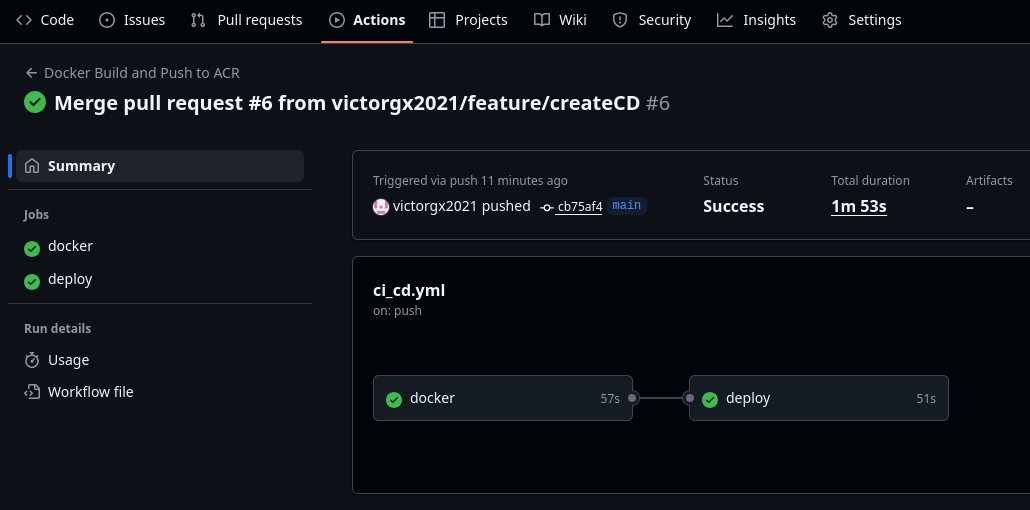 Code Issues Pull requests Actions Projects Wiki Security Insights Settings
Docker Build and Push to ACR
Merge pull request #6 from victorgx2021/feature/createCD #6
Summary
Jobs
docker
deploy
Run details
Usage
Workflow file
Triggered via push 11 minutes ago
victorgx2021 pushed cb75af4 main
Status
Success
Total duration
1m 53s
Artifacts
–
ci_cd.yml
on: push
docker 57s
deploy 51s